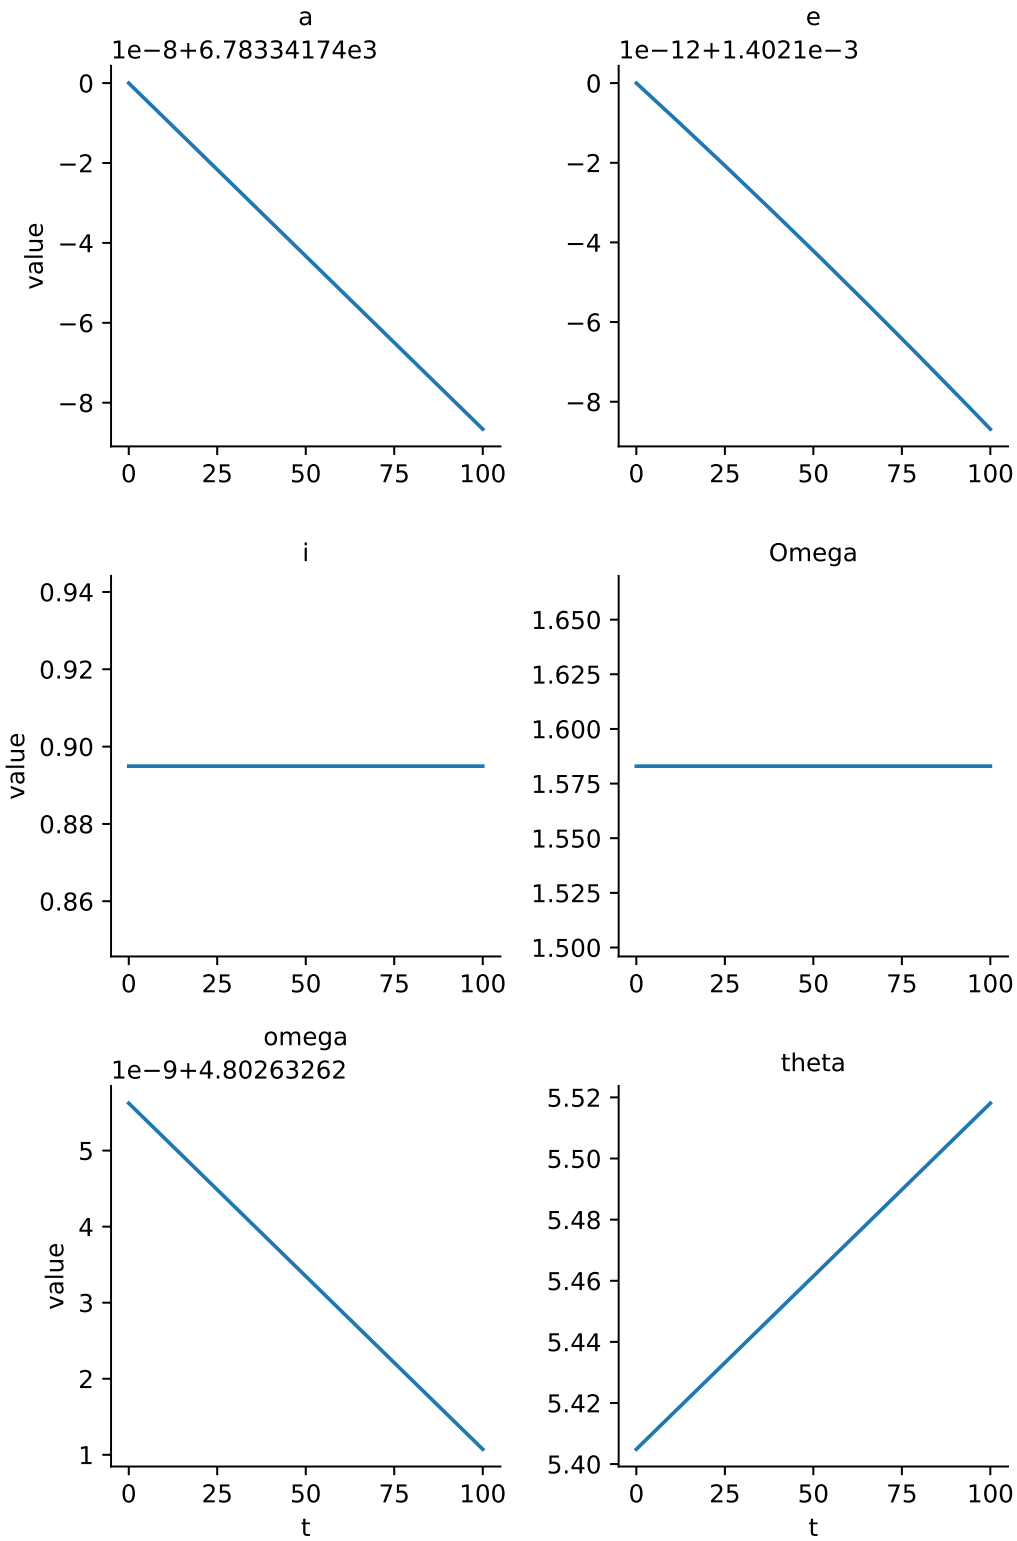 a
1e−8+6.78334174e3
0
−2
−4
−6
−8
value
0 25 50 75 100
e
1e−12+1.4021e−3
0
−2
−4
−6
−8
0 25 50 75 100
i
0.94
0.92
0.90
0.88
0.86
value
0 25 50 75 100
Omega
1.650
1.625
1.600
1.575
1.550
1.525
1.500
0 25 50 75 100
omega
1e−9+4.80263262
5
4
3
2
1
value
0 25 50 75 100
t
theta
5.52
5.50
5.48
5.46
5.44
5.42
5.40
0 25 50 75 100
t